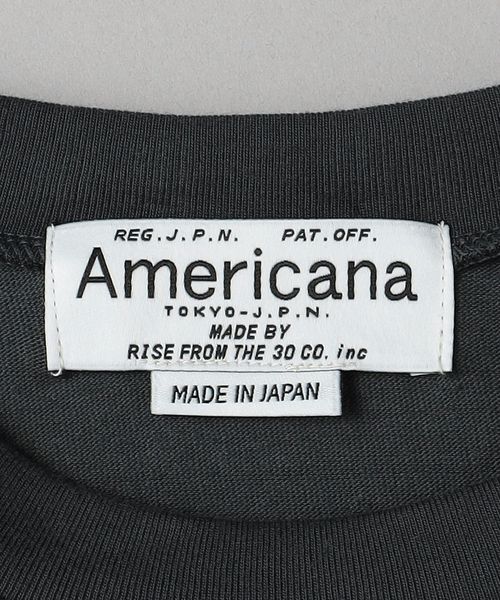 REG.J.P.N. PAT.OFF.
Americana
TOKYO-J.P.N.
MADE BY
RISE FROM THE 30 CO. inc
MADE IN JAPAN